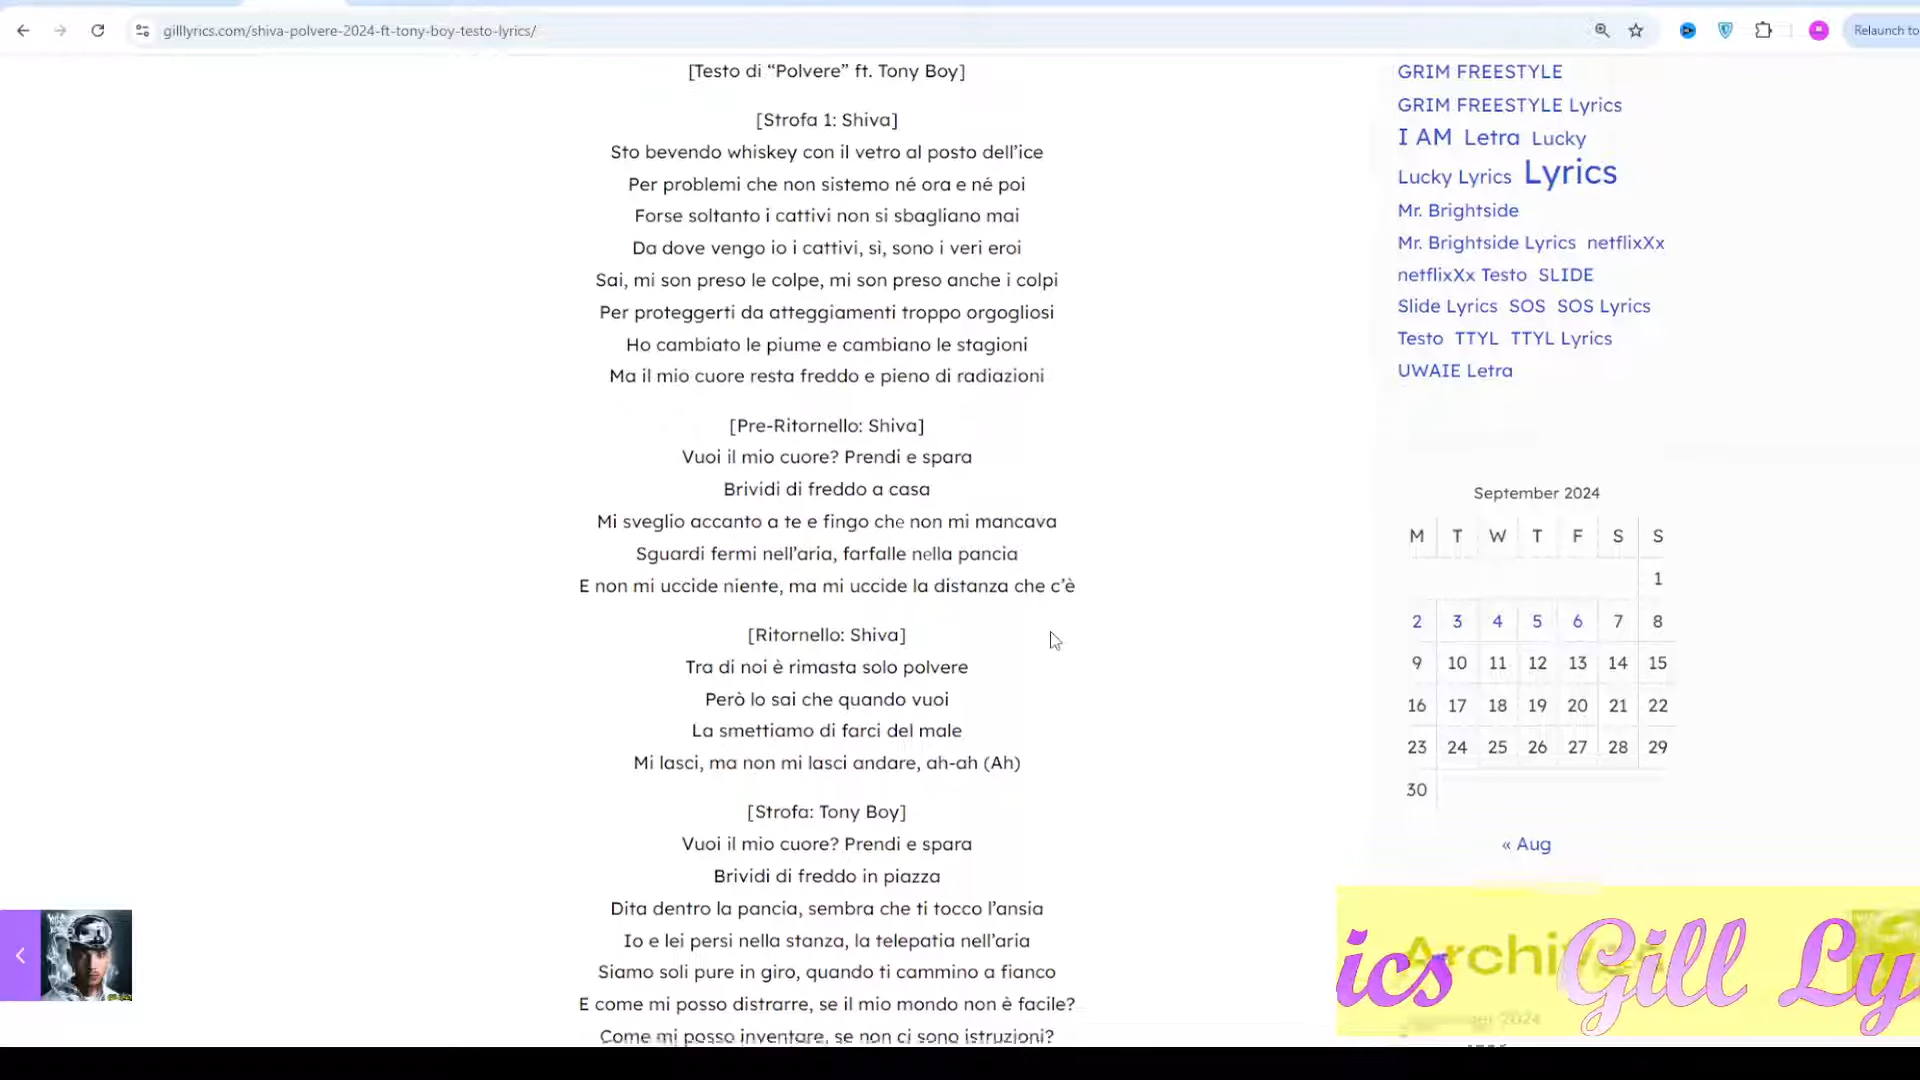 gilllyrics.com/shiva-polvere-2024-ft-tony-boy-testo-lyrics/
Relaunch to
[Testo di “Polvere” ft. Tony Boy]
[Strofa 1: Shiva]
Sto bevendo whiskey con il vetro al posto dell’ice
Per problemi che non sistemo né ora e né poi
Forse soltanto i cattivi non si sbagliano mai
Da dove vengo io i cattivi, sì, sono i veri eroi
Sai, mi son preso le colpe, mi son preso anche i colpi
Per proteggerti da atteggiamenti troppo orgogliosi
Ho cambiato le piume e cambiano le stagioni
Ma il mio cuore resta freddo e pieno di radiazioni
[Pre-Ritornello: Shiva]
Vuoi il mio cuore? Prendi e spara
Brividi di freddo a casa
Mi sveglio accanto a te e fingo che non mi mancava
Sguardi fermi nell’aria, farfalle nella pancia
E non mi uccide niente, ma mi uccide la distanza che c’è
[Ritornello: Shiva]
Tra di noi è rimasta solo polvere
Però lo sai che quando vuoi
La smettiamo di farci del male
Mi lasci, ma non mi lasci andare, ah-ah (Ah)
[Strofa: Tony Boy]
Vuoi il mio cuore? Prendi e spara
Brividi di freddo in piazza
Dita dentro la pancia, sembra che ti tocco l’ansia
Io e lei persi nella stanza, la telepatia nell’aria
Siamo soli pure in giro, quando ti cammino a fianco
E come mi posso distrarre, se il mio mondo non è facile?
Come mi posso inventare, se non ci sono istruzioni?
GRIM FREESTYLE
GRIM FREESTYLE Lyrics
I AM Letra Lucky
Lucky Lyrics Lyrics
Mr. Brightside
Mr. Brightside Lyrics netflixXx
netflixXx Testo SLIDE
Slide Lyrics SOS SOS Lyrics
Testo TTYL TTYL Lyrics
UWAIE Letra
September 2024
M T W T F S S
1
2 3 4 5 6 7 8
9 10 11 12 13 14 15
16 17 18 19 20 21 22
23 24 25 26 27 28 29
30
« Aug
ics Gill Ly